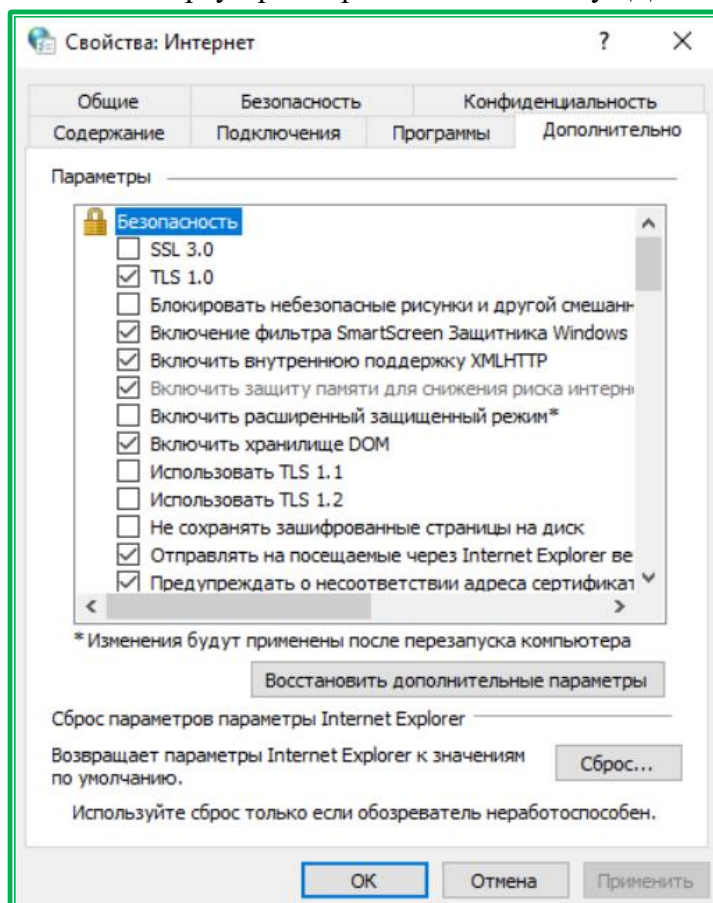 Свойства: Интернет ? ×
Общие Безопасность Конфиденциальность
Содержание Подключения Программы Дополнительно
Параметры
Безопасность
SSL 3.0
TLS 1.0
Блокировать небезопасные рисунки и другой смешанн
Включение фильтра SmartScreen Защитника Windows
Включить внутреннюю поддержку XMLHTTP
Включить защиту памяти для снижения риска интерн
Включить расширенный защищенный режим*
Включить хранилище DOM
Использовать TLS 1.1
Использовать TLS 1.2
Не сохранять зашифрованные страницы на диск
Отправлять на посещаемые через Internet Explorer ве
Предупреждать о несоответствии адреса сертификат
*Изменения будут применены после перезапуска компьютера
Восстановить дополнительные параметры
Сброс параметров параметры Internet Explorer
Возвращает параметры Internet Explorer к значениям
по умолчанию.
Сброс...
Используйте сброс только если обозреватель неработоспособен.
ОК Отмена Применить